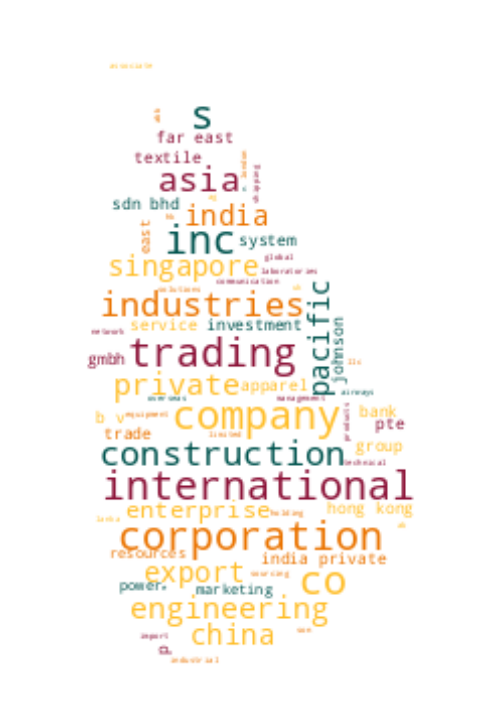 associate
s
far east
textile
asia
sdn bhd
india
east
inc system
global
singapore laboratories
communication
solutions
industries pacific
service investment johnson
network
gmbh trading
llc
private apparel
overseas management airways
b v equipment company bank
products pte
trade limited
group
construction technical
international
enterprise holding hong kong
lanka
corporation
resources india private
export sourcing
co
power marketing
engineering
import china
industrial